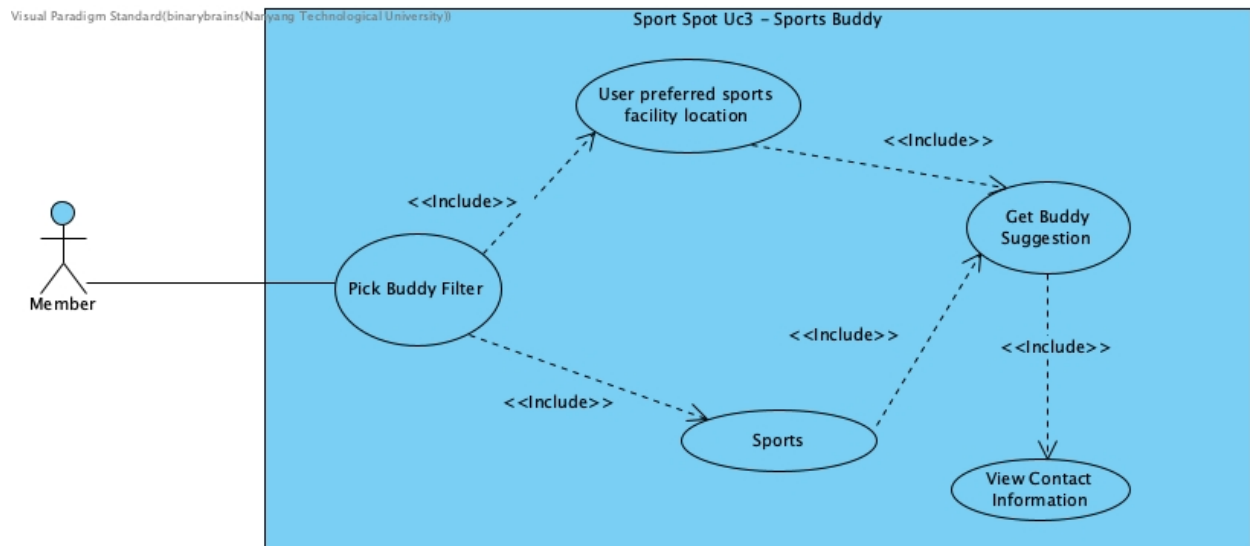 Visual Paradigm Standard(binarybrains(Nanyang Technological University))
Sport Spot Uc3 - Sports Buddy
User preferred sports
facility location
<<Include>>
<<Include>>
Get Buddy
Suggestion
Member
Pick Buddy Filter
<<Include>>
<<Include>>
<<Include>>
Sports
View Contact
Information